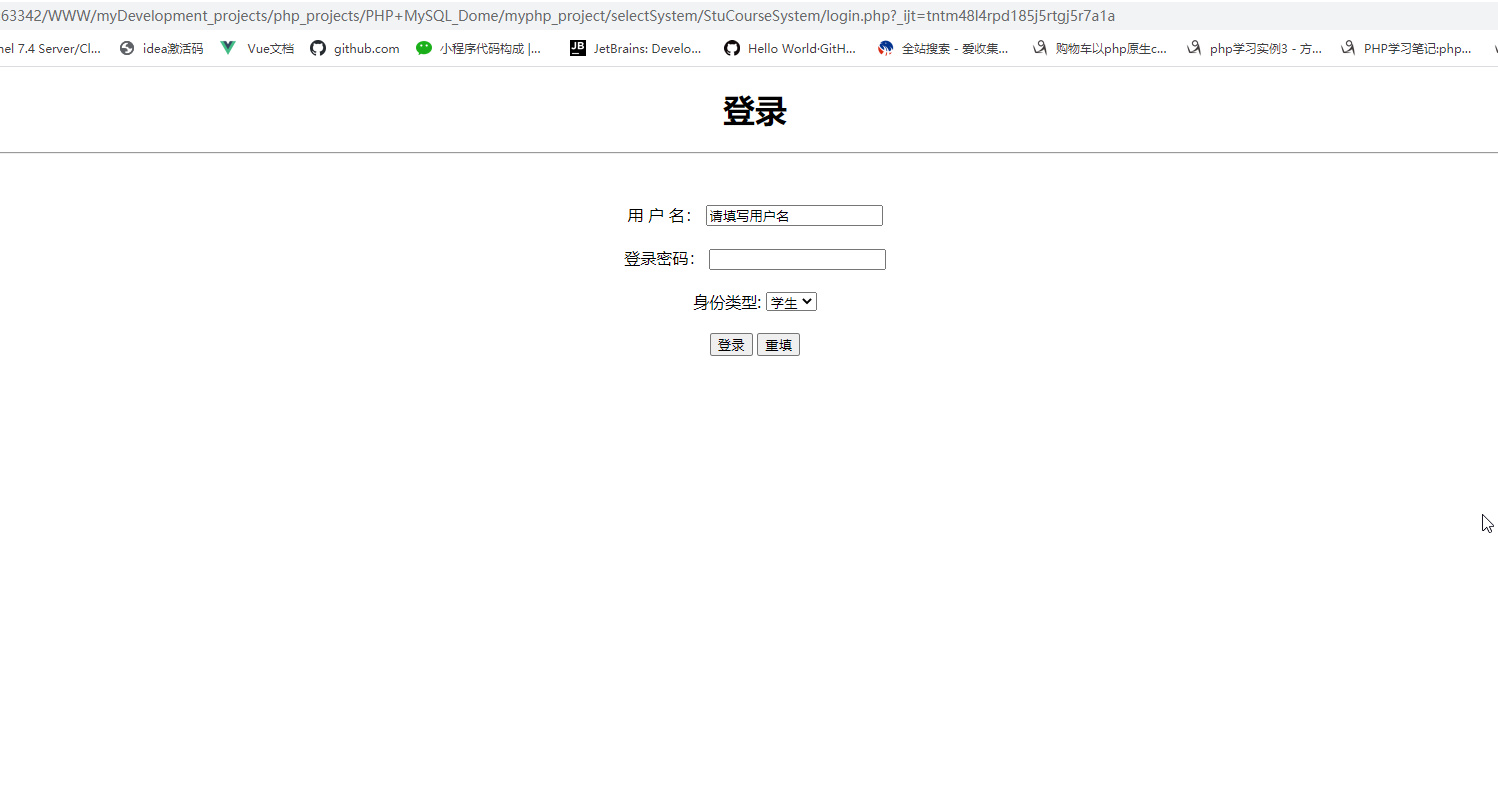 63342/WWW/myDevelopment_projects/php_projects/PHP+MySQL_Dome/myphp_project/selectSystem/StuCourseSystem/login.php?_ijt=tntm48l4rpd185j5rtgj5r7a1a
nel 7.4 Server/Cl... idea激活码 Vue文档 github.com 小程序代码构成 |... JB JetBrains: Develo... Hello World·GitH... 全站搜索 - 爱收集... 购物车以php原生c... php学习实例3 - 方... PHP学习笔记:php...
登录
用 户 名： 请填写用户名
登录密码：
身份类型: 学生
登录 重填